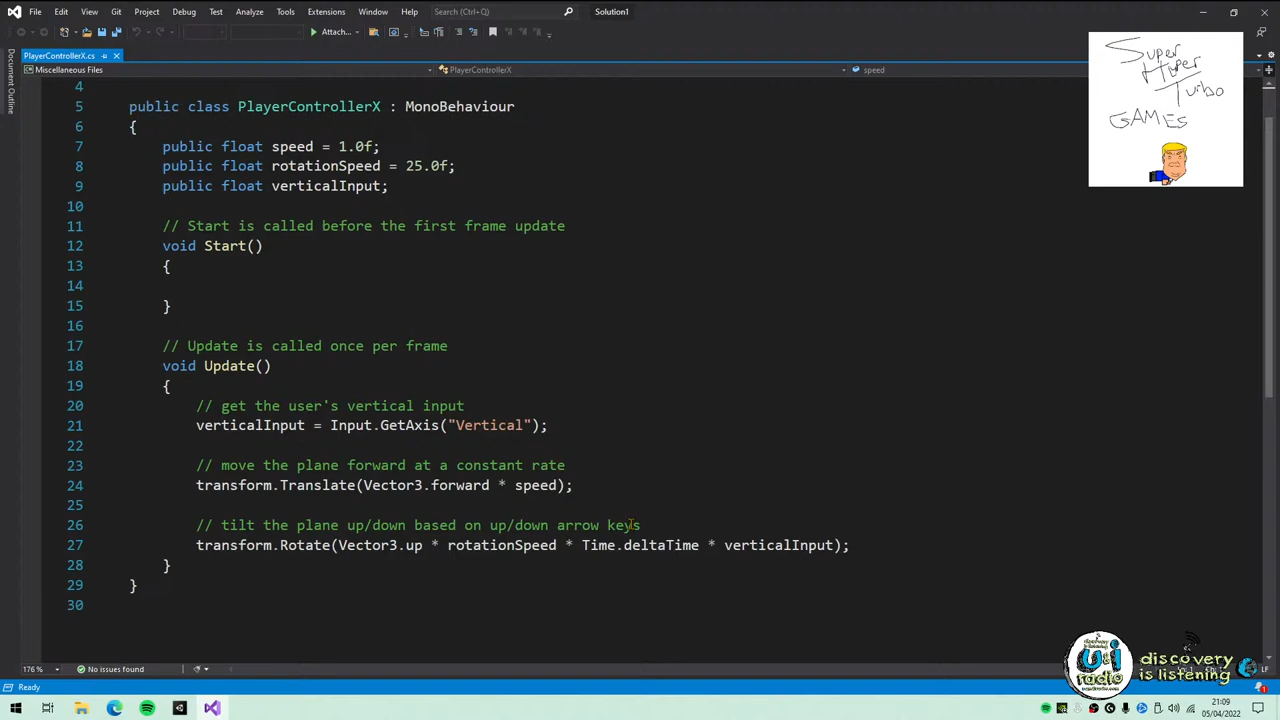 File Edit View Git Project Debug Test Analyze Tools Extensions Window Help Search (Ctrl+Q) Solution1
Attach...
PlayerControllerX.cs
Document Outline
Miscellaneous Files PlayerControllerX speed
4
5 public class PlayerControllerX : MonoBehaviour
6 {
7 public float speed = 1.0f;
8 public float rotationSpeed = 25.0f;
9 public float verticalInput;
10
11 // Start is called before the first frame update
12 void Start()
13 {
14
15 }
16
17 // Update is called once per frame
18 void Update()
19 {
20 // get the user's vertical input
21 verticalInput = Input.GetAxis("Vertical");
22
23 // move the plane forward at a constant rate
24 transform.Translate(Vector3.forward * speed);
25
26 // tilt the plane up/down based on up/down arrow keys
27 transform.Rotate(Vector3.up * rotationSpeed * Time.deltaTime * verticalInput);
28 }
29 }
30
Super
Hyper
Turbo
GAMES
176 % No issues found
LF
Ready
discovery is listening
radio
discovery
is listening
21:09
05/04/2022